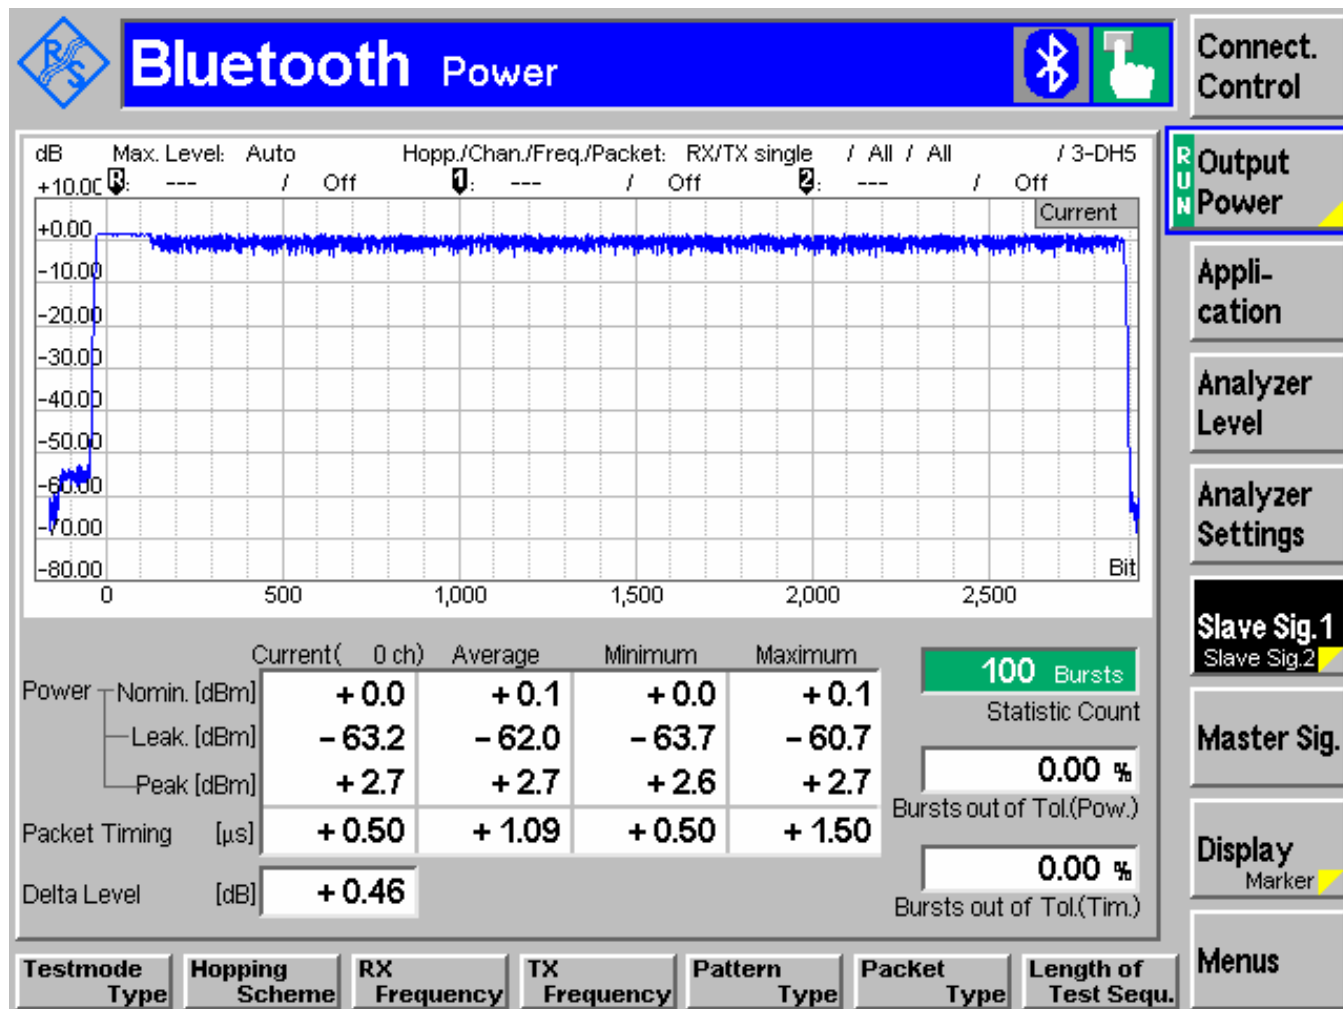 R&S
Bluetooth Power
Connect. Control
dB Max. Level: Auto Hopp./Chan./Freq./Packet: RX/TX single / All / All / 3-DH5
+10.00 R: --- / Off 1: --- / Off 2: --- / Off
Current
+0.00
-10.00
-20.00
-30.00
-40.00
-50.00
-60.00
-70.00
-80.00
Bit
0 500 1,000 1,500 2,000 2,500
Current( 0 ch) Average Minimum Maximum
Power Nomin. [dBm] +0.0 +0.1 +0.0 +0.1
Leak. [dBm] -63.2 -62.0 -63.7 -60.7
Peak [dBm] +2.7 +2.7 +2.6 +2.7
Packet Timing [µs] +0.50 +1.09 +0.50 +1.50
Delta Level [dB] +0.46
100 Bursts
Statistic Count
0.00 %
Bursts out of Tol.(Pow.)
0.00 %
Bursts out of Tol.(Tim.)
RUN
Output
Power
Appli-
cation
Analyzer
Level
Analyzer
Settings
Slave Sig.1
Slave Sig.2
Master Sig.
Display
Marker
Menus
Testmode Type
Hopping Scheme
RX Frequency
TX Frequency
Pattern Type
Packet Type
Length of Test Sequ.